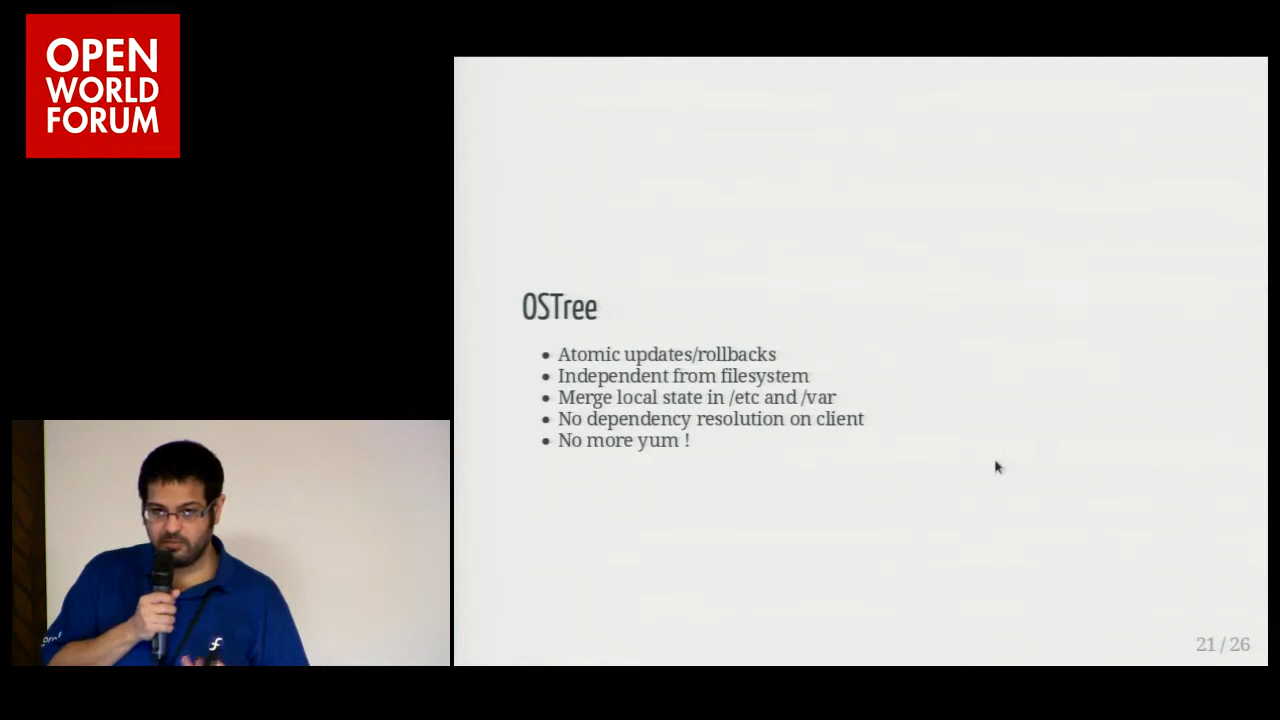 OPEN
WORLD
FORUM
OSTree
Atomic updates/rollbacks
Independent from filesystem
Merge local state in /etc and /var
No dependency resolution on client
No more yum !
21 / 26